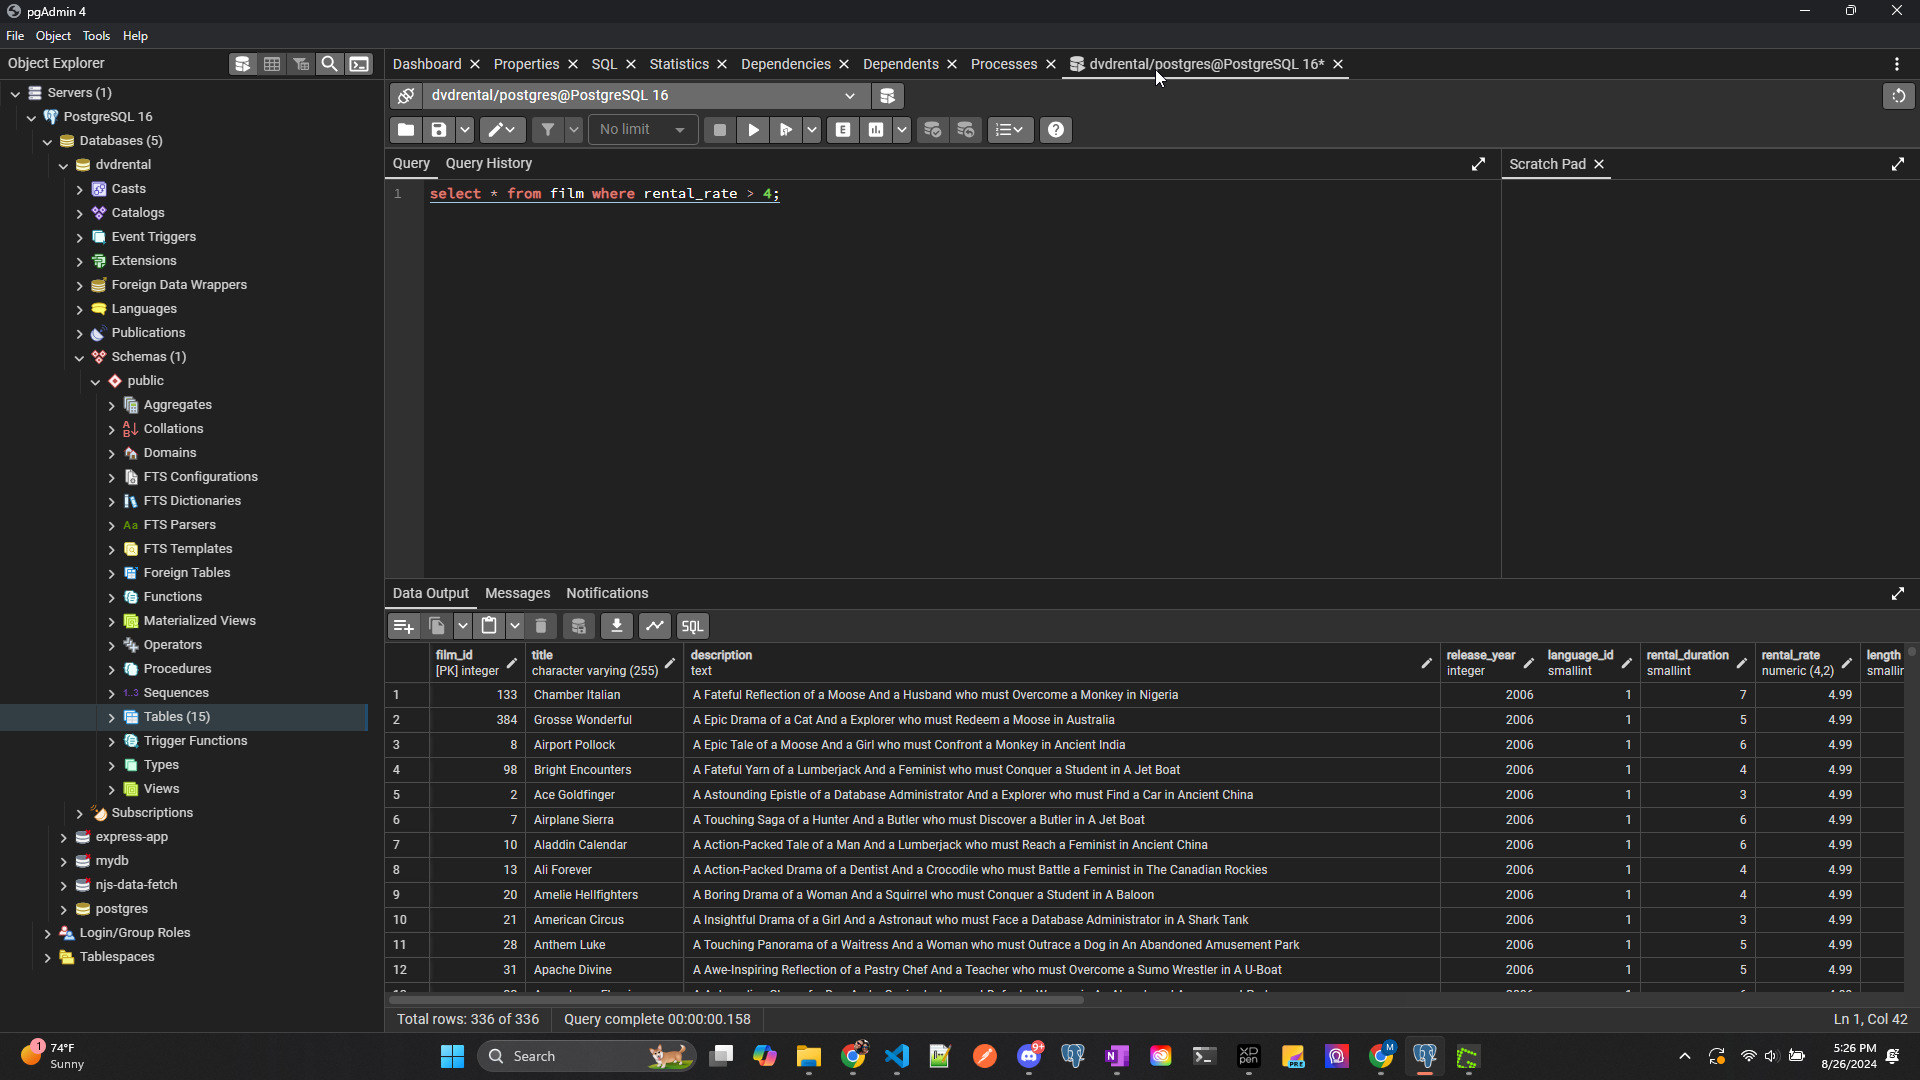 pgAdmin 4
File Object Tools Help
Object Explorer
Dashboard Properties SQL Statistics Dependencies Dependents Processes dvdrental/postgres@PostgreSQL 16*
Servers (1)
PostgreSQL 16
Databases (5)
dvdrental
Casts
Catalogs
Event Triggers
Extensions
Foreign Data Wrappers
Languages
Publications
Schemas (1)
public
Aggregates
Collations
Domains
FTS Configurations
FTS Dictionaries
Aa FTS Parsers
FTS Templates
Foreign Tables
Functions
Materialized Views
Operators
Procedures
1..3 Sequences
Tables (15)
Trigger Functions
Types
Views
Subscriptions
express-app
mydb
njs-data-fetch
postgres
Login/Group Roles
Tablespaces
dvdrental/postgres@PostgreSQL 16
No limit E
Query Query History
Scratch Pad
1 select * from film where rental_rate > 4;
Data Output Messages Notifications
SQL
film_id title description release_year language_id rental_duration rental_rate length
[PK] integer character varying (255) text integer smallint smallint numeric (4,2)
1 133 Chamber Italian A Fateful Reflection of a Moose And a Husband who must Overcome a Monkey in Nigeria 2006 1 7 4.99
2 384 Grosse Wonderful A Epic Drama of a Cat And a Explorer who must Redeem a Moose in Australia 2006 1 5 4.99
3 8 Airport Pollock A Epic Tale of a Moose And a Girl who must Confront a Monkey in Ancient India 2006 1 6 4.99
4 98 Bright Encounters A Fateful Yarn of a Lumberjack And a Feminist who must Conquer a Student in A Jet Boat 2006 1 4 4.99
5 2 Ace Goldfinger A Astounding Epistle of a Database Administrator And a Explorer who must Find a Car in Ancient China 2006 1 3 4.99
6 7 Airplane Sierra A Touching Saga of a Hunter And a Butler who must Discover a Butler in A Jet Boat 2006 1 6 4.99
7 10 Aladdin Calendar A Action-Packed Tale of a Man And a Lumberjack who must Reach a Feminist in Ancient China 2006 1 6 4.99
8 13 Ali Forever A Action-Packed Drama of a Dentist And a Crocodile who must Battle a Feminist in The Canadian Rockies 2006 1 4 4.99
9 20 Amelie Hellfighters A Boring Drama of a Woman And a Squirrel who must Conquer a Student in A Baloon 2006 1 4 4.99
10 21 American Circus A Insightful Drama of a Girl And a Astronaut who must Face a Database Administrator in A Shark Tank 2006 1 3 4.99
11 28 Anthem Luke A Touching Panorama of a Waitress And a Woman who must Outrace a Dog in An Abandoned Amusement Park 2006 1 5 4.99
12 31 Apache Divine A Awe-Inspiring Reflection of a Pastry Chef And a Teacher who must Overcome a Sumo Wrestler in A U-Boat 2006 1 5 4.99
Total rows: 336 of 336 Query complete 00:00:00.158
Ln 1, Col 42
1 74°F
Sunny
Search
9+
M
5:26 PM
8/26/2024